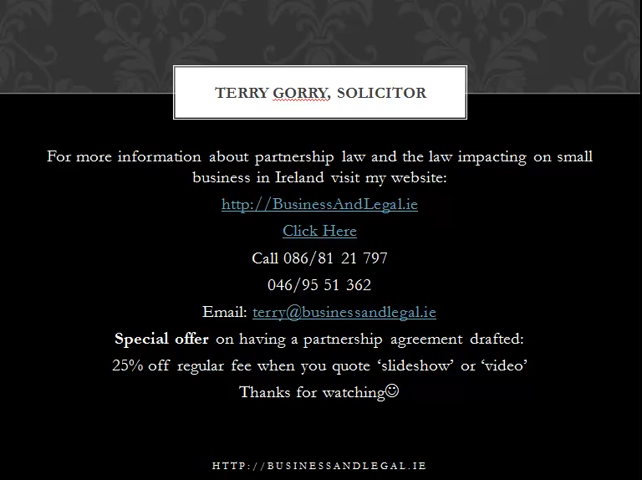 TERRY GORRY, SOLICITOR
For more information about partnership law and the law impacting on small
business in Ireland visit my website:
http://BusinessAndLegal.ie
Click Here
Call 086/81 21 797
046/95 51 362
Email: terry@businessandlegal.ie
Special offer on having a partnership agreement drafted:
25% off regular fee when you quote ‘slideshow’ or ‘video’
Thanks for watching☺
HTTP://BUSINESSANDLEGAL.IE